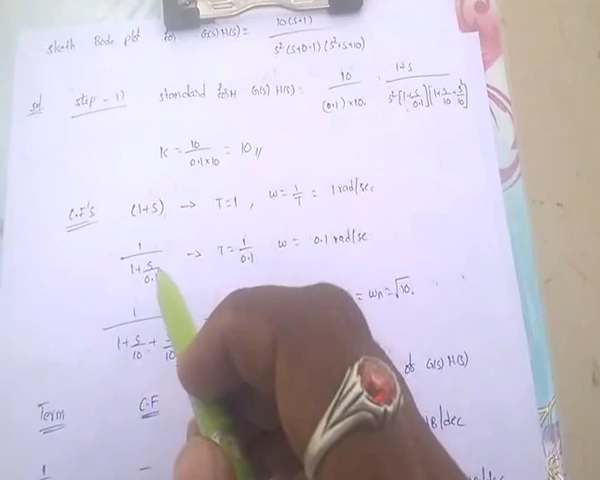 Sketh Bode plot for G(S) H(S) = 10(S+1) / S²(S+0.1)(S²+S+10)
sol step-1) standard form G(S) H(S): 10 / (0.1)×10. · 1+S / S²[1+S/0.1][1+S/10+S²/10]
K = 10 / 0.1×10 = 10 //
C.F'S (1+S) → T=1, ω = 1/T = 1 rad/sec
1 / 1+S/0.1 → T = 1/0.1 ω = 0.1 rad/sec
1 / 1+S/10 + = ωn = √10.
of G(S) H(S)
Term C.F dB/dec
1 -